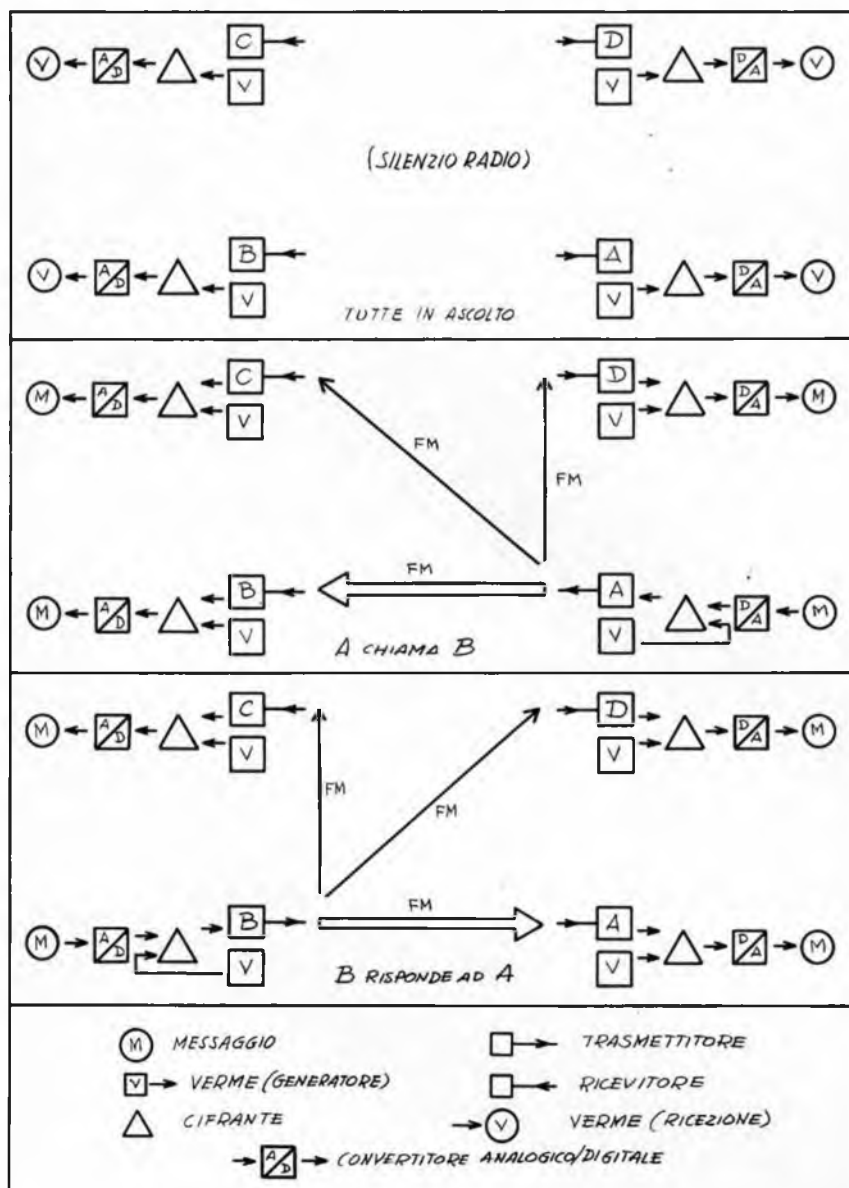 C D
V A/D D/A V
V V
(SILENZIO RADIO)
B A
V A/D D/A V
V V
TUTTE IN ASCOLTO
C D
M A/D D/A M
V V
FM
FM
FM
B A
M A/D D/A M
V V
A CHIAMA B
C D
M A/D D/A M
V V
FM
FM
FM
B A
M A/D D/A M
V V
B RISPONDE AD A
M MESSAGGIO TRASMETTITORE
V VERME (GENERATORE) RICEVITORE
CIFRANTE V VERME (RICEZIONE)
A/D CONVERTITORE ANALOGICO/DIGITALE